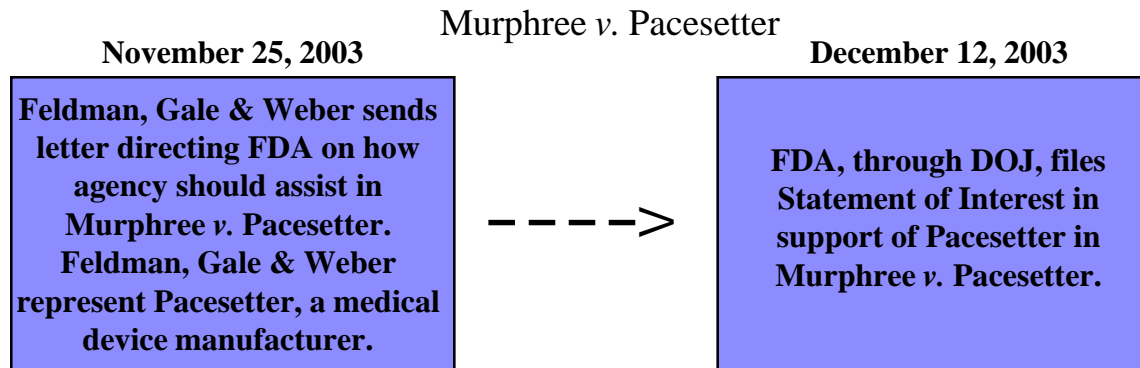 Murphree v. Pacesetter
November 25, 2003
Feldman, Gale & Weber sends
letter directing FDA on how
agency should assist in
Murphree v. Pacesetter.
Feldman, Gale & Weber
represent Pacesetter, a medical
device manufacturer.
December 12, 2003
FDA, through DOJ, files
Statement of Interest in
support of Pacesetter in
Murphree v. Pacesetter.